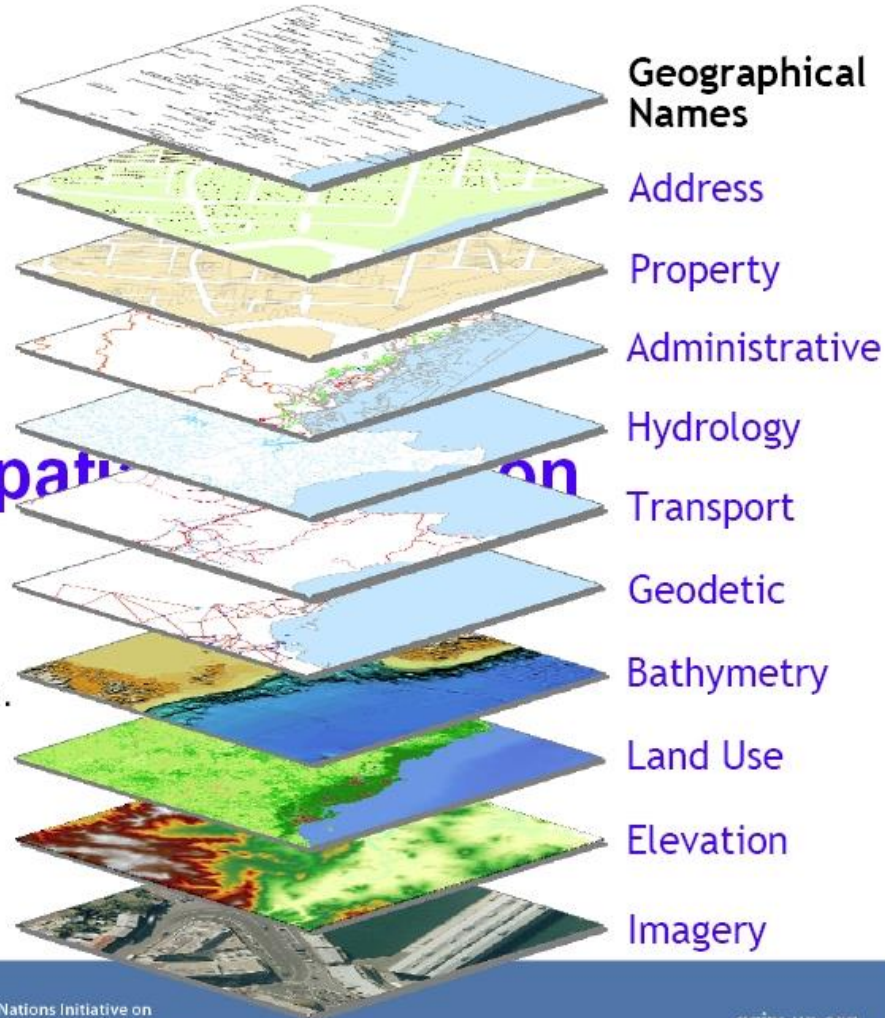 Geographical
Names
Address
Property
Administrative
Hydrology
Transport
Geodetic
Bathymetry
Land Use
Elevation
Imagery
Nations Initiative on